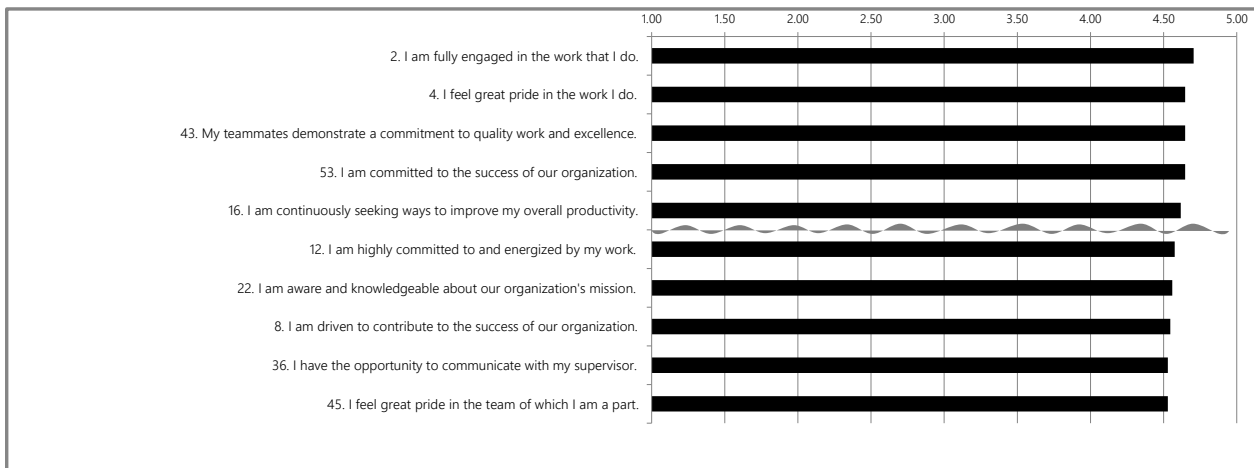 1.00 1.50 2.00 2.50 3.00 3.50 4.00 4.50 5.00
2. I am fully engaged in the work that I do.
4. I feel great pride in the work I do.
43. My teammates demonstrate a commitment to quality work and excellence.
53. I am committed to the success of our organization.
16. I am continuously seeking ways to improve my overall productivity.
12. I am highly committed to and energized by my work.
22. I am aware and knowledgeable about our organization's mission.
8. I am driven to contribute to the success of our organization.
36. I have the opportunity to communicate with my supervisor.
45. I feel great pride in the team of which I am a part.